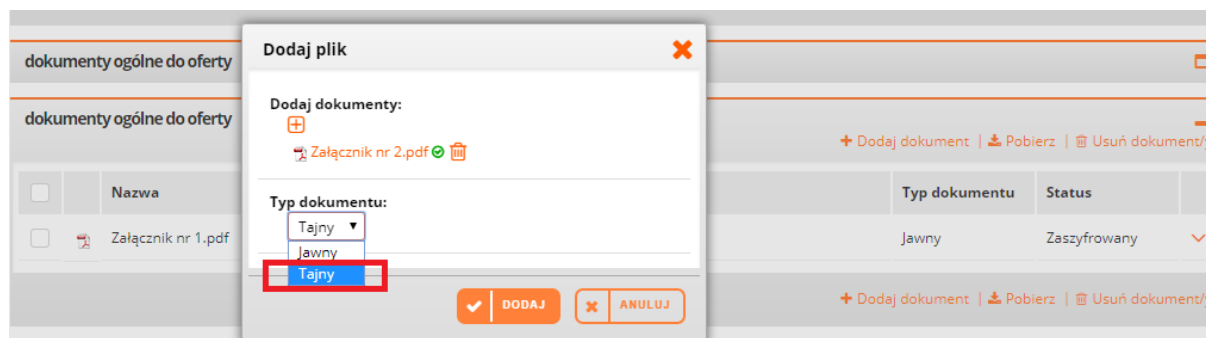 dokumenty ogólne do oferty
dokumenty ogólne do oferty
+ Dodaj dokument | Pobierz | Usuń dokument/y
Nazwa Typ dokumentu Status
Załącznik nr 1.pdf Jawny Zaszyfrowany
+ Dodaj dokument | Pobierz | Usuń dokument/y
Dodaj plik
Dodaj dokumenty:
Załącznik nr 2.pdf
Typ dokumentu:
Tajny
Jawny
Tajny
DODAJ ANULUJ